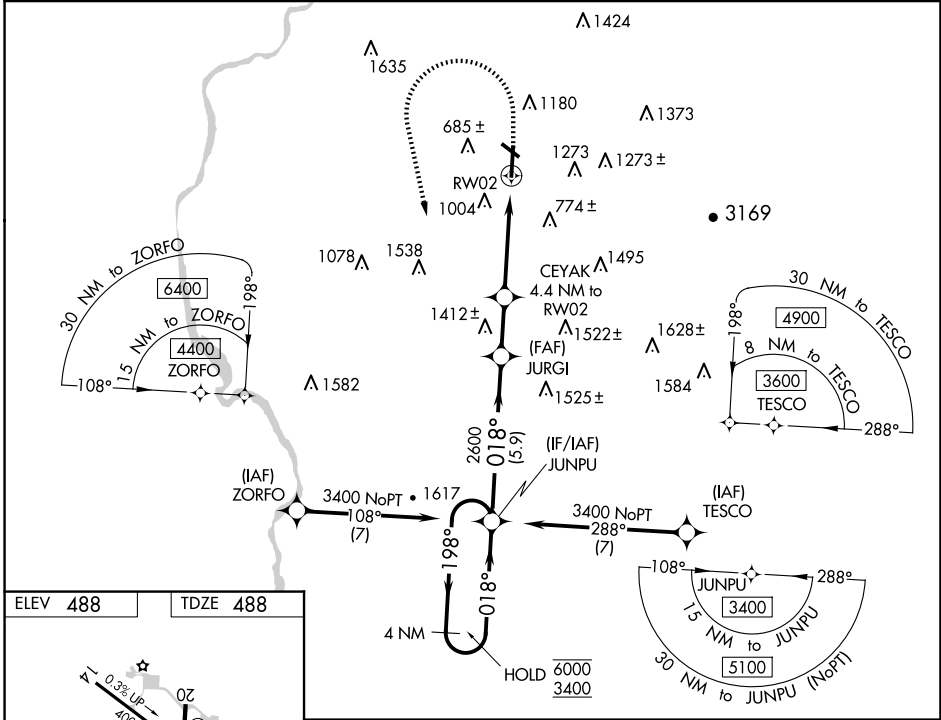 1424
1635
1180
1373
685 ±
1273
1273 ±
RW02
1004
774 ±
3169
1078
1538
CEYAK
4.4 NM to
RW02
1495
30 NM to ZORFO
6400
198°
15 NM to ZORFO
4400
ZORFO
108°
1412 ±
1522 ±
1628 ±
(FAF)
JURGI
1582
1525 ±
1584
30 NM to TESCO
4900
198°
8 NM to TESCO
3600
TESCO
288°
2600
018°
(5.9)
(IF/IAF)
JUNPU
(IAF)
ZORFO
3400 NoPT
108°
(7)
1617
3400 NoPT
288°
(7)
(IAF)
TESCO
198°
018°
4 NM
HOLD 6000
3400
108°
JUNPU
288°
3400
15 NM to JUNPU
5100
30 NM to JUNPU (NoPT)
ELEV 488
TDZE 488
14
0.3% UP
20